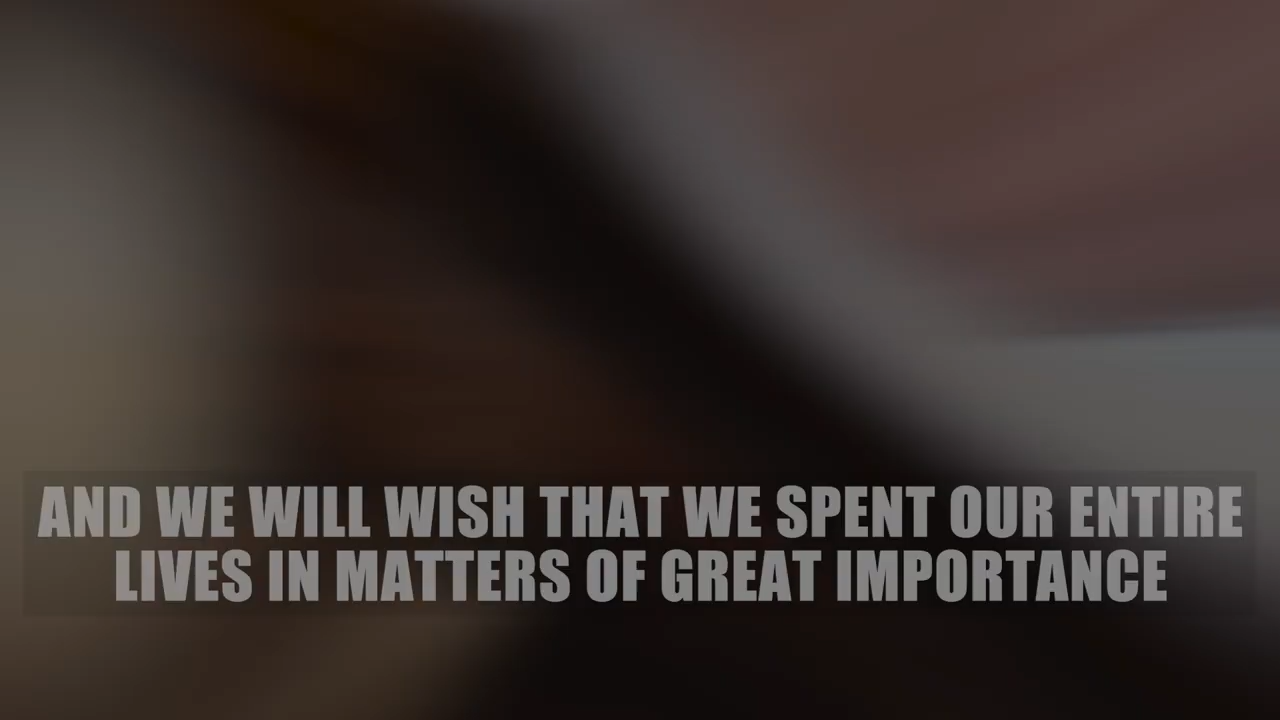 AND WE WILL WISH THAT WE SPENT OUR ENTIRE
LIVES IN MATTERS OF GREAT IMPORTANCE